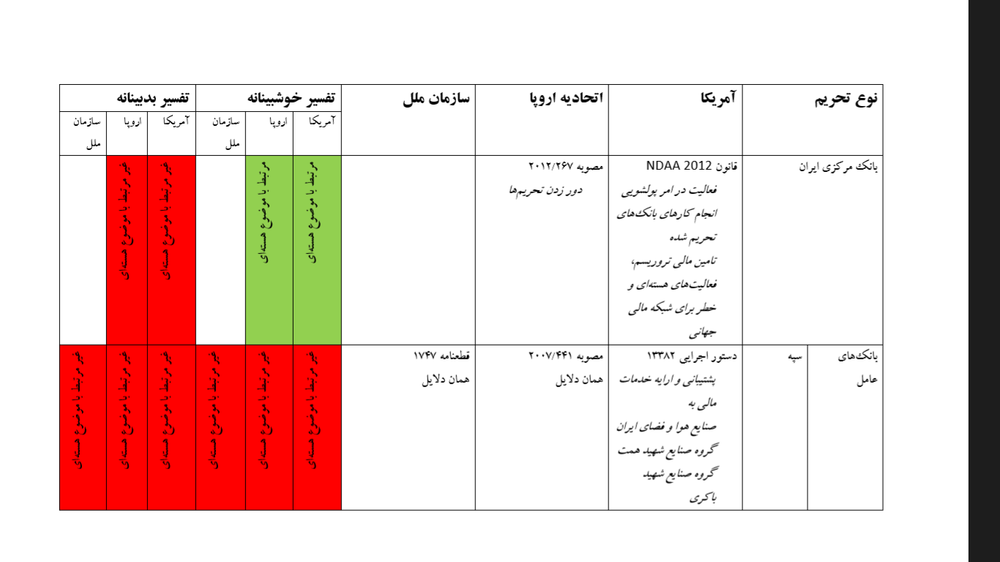 نوع تحریم
آمریکا
اتحادیه اروپا
سازمان ملل
تفسیر خوشبینانه
تفسیر بدبینانه
آمریکا
اروپا
سازمان
ملل
آمریکا
اروپا
سازمان
ملل
بانک مرکزی ایران
قانون NDAA 2012
فعالیت در امر پولشویی
انجام کارهای بانک‌های
تحریم شده
تامین مالی تروریسم،
فعالیت‌های هسته‌ای و
خطر برای شبکه مالی
جهانی
مصوبه ۲۰۱۲/۲۶۷
دور زدن تحریم‌ها
مرتبط با موضوع هسته‌ای
مرتبط با موضوع هسته‌ای
غیر مرتبط با موضوع هسته‌ای
غیر مرتبط با موضوع هسته‌ای
بانک‌های
عامل
سپه
دستور اجرایی ۱۳۳۸۲
پشتیبانی و ارایه خدمات
مالی به
صنایع هوا و فضای ایران
گروه صنایع شهید همت
گروه صنایع شهید
باکری
مصوبه ۲۰۰۷/۴۴۱
همان دلایل
قطعنامه ۱۷۴۷
همان دلایل
غیر مرتبط با موضوع هسته‌ای
غیر مرتبط با موضوع هسته‌ای
غیر مرتبط با موضوع هسته‌ای
غیر مرتبط با موضوع هسته‌ای
غیر مرتبط با موضوع هسته‌ای
غیر مرتبط با موضوع هسته‌ای